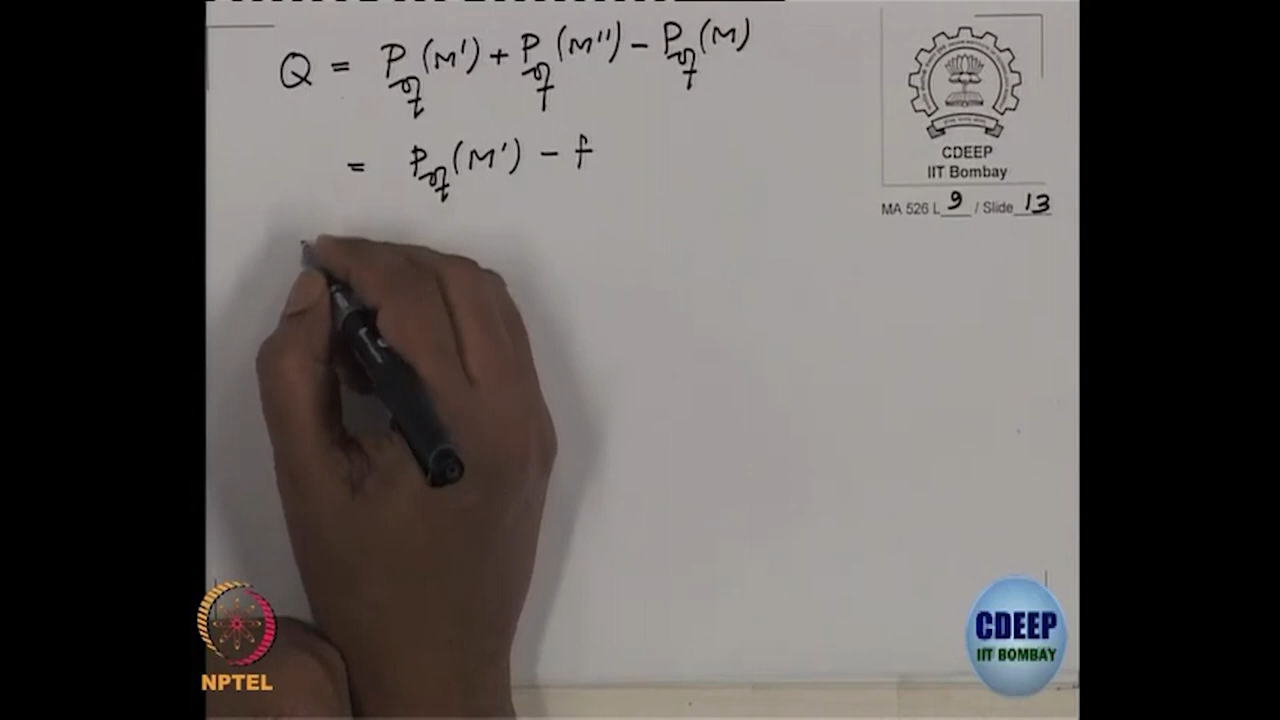 Q = P_𝔮(M') + P_𝔮(M'') - P_𝔮(M)
= P_𝔮(M') - f
CDEEP
IIT Bombay
MA 526 L 9 / Slide 13
NPTEL
CDEEP
IIT BOMBAY